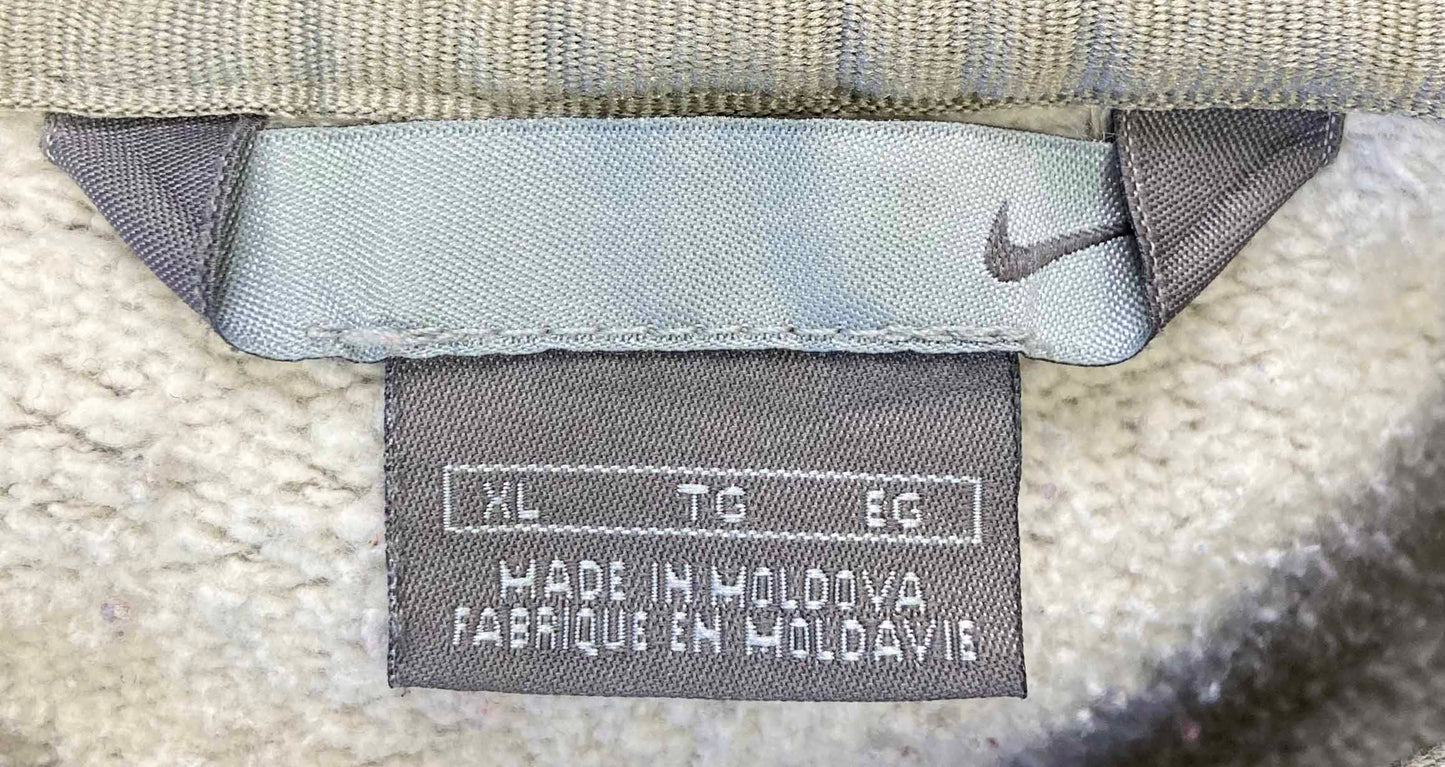 XL TG EG
MADE IN MOLDOVA
FABRIQUE EN MOLDAVIE